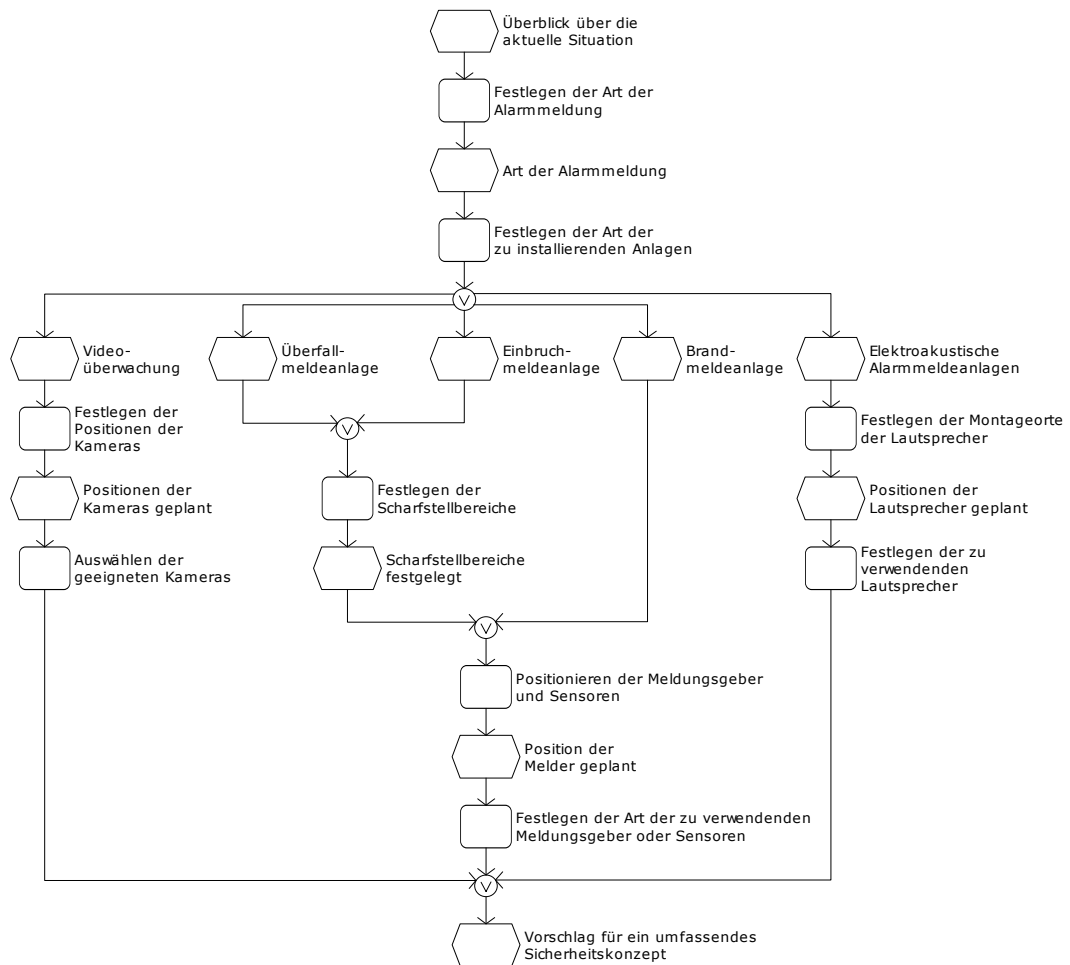 Überblick über die
aktuelle Situation
Festlegen der Art der
Alarmmeldung
Art der Alarmmeldung
Festlegen der Art der
zu installierenden Anlagen
V
Video-
überwachung
Überfall-
meldeanlage
Einbruch-
meldeanlage
Brand-
meldeanlage
Elektroakustische
Alarmmeldeanlagen
Festlegen der
Positionen der
Kameras
V
Festlegen der Montageorte
der Lautsprecher
Positionen der
Kameras geplant
Festlegen der
Scharfstellbereiche
Positionen der
Lautsprecher geplant
Auswählen der
geeigneten Kameras
Scharfstellbereiche
festgelegt
Festlegen der zu
verwendenden
Lautsprecher
V
Positionieren der Meldungsgeber
und Sensoren
Position der
Melder geplant
Festlegen der Art der zu verwendenden
Meldungsgeber oder Sensoren
V
Vorschlag für ein umfassendes
Sicherheitskonzept